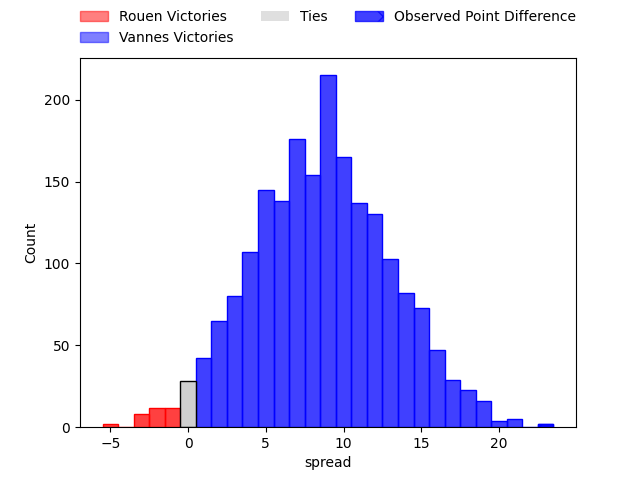 Rouen Victories
Vannes Victories
Ties
Observed Point Difference
200
150
100
50
0
Count
−5
0
5
10
15
20
spread